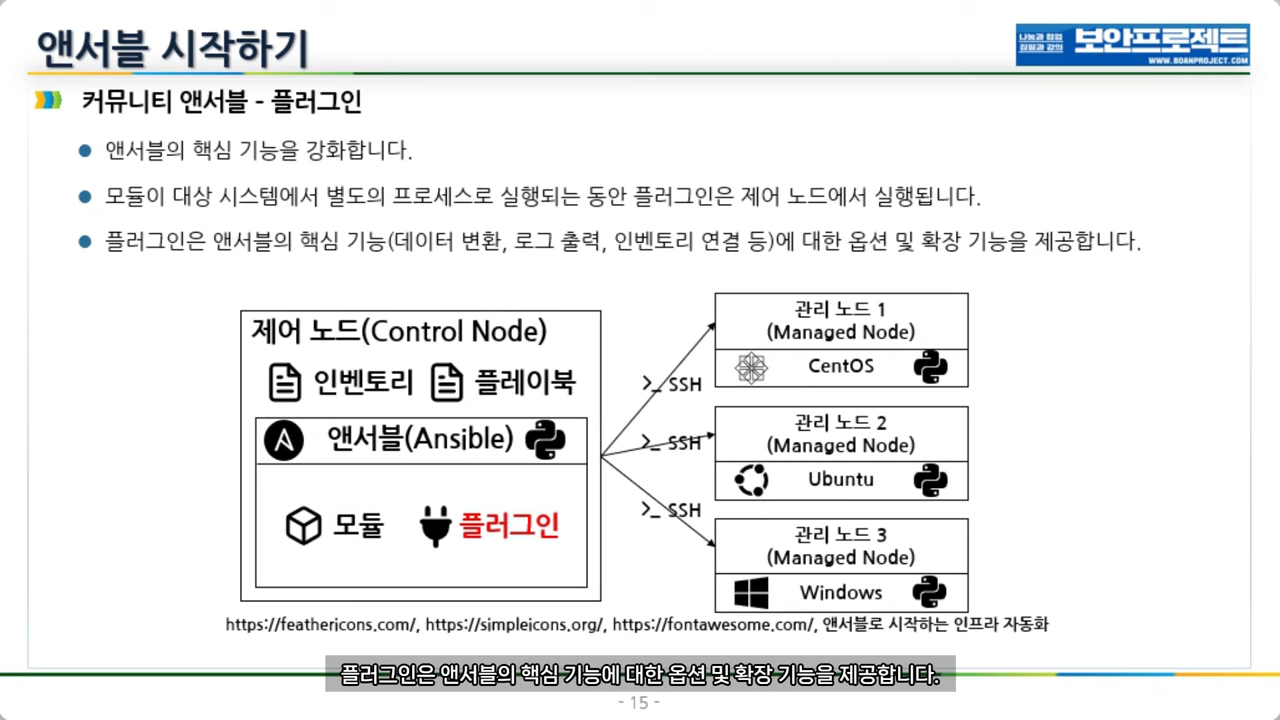 앤서블 시작하기
나눔과 협업
집필과 강의
보안프로젝트
WWW.BOANPROJECT.COM
커뮤니티 앤서블 - 플러그인
앤서블의 핵심 기능을 강화합니다.
모듈이 대상 시스템에서 별도의 프로세스로 실행되는 동안 플러그인은 제어 노드에서 실행됩니다.
플러그인은 앤서블의 핵심 기능(데이터 변환, 로그 출력, 인벤토리 연결 등)에 대한 옵션 및 확장 기능을 제공합니다.
제어 노드(Control Node)
인벤토리 플레이북
앤서블(Ansible)
모듈 플러그인
>_ SSH
>_ SSH
>_ SSH
관리 노드 1
(Managed Node)
CentOS
관리 노드 2
(Managed Node)
Ubuntu
관리 노드 3
(Managed Node)
Windows
https://feathericons.com/, https://simpleicons.org/, https://fontawesome.com/, 앤서블로 시작하는 인프라 자동화
플러그인은 앤서블의 핵심 기능에 대한 옵션 및 확장 기능을 제공합니다.
- 15 -